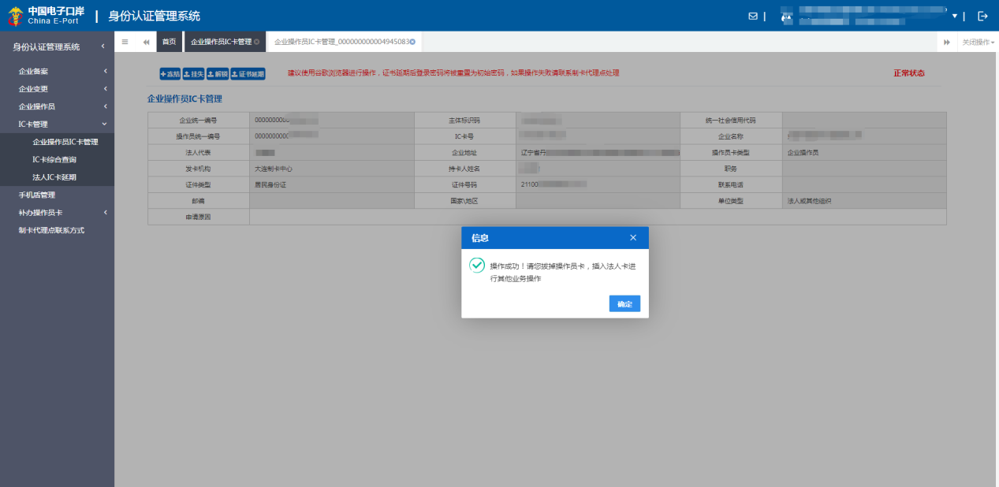 中国电子口岸
China E-Port
身份认证管理系统
身份认证管理系统
首页
企业操作员IC卡管理
企业操作员IC卡管理_000000000004945083
关闭操作
企业备案
企业变更
企业操作员
IC卡管理
企业操作员IC卡管理
IC卡综合查询
法人IC卡延期
手机盾管理
补办操作员卡
制卡代理点联系方式
冻结 挂失 解锁 证书延期
建议使用谷歌浏览器进行操作，证书延期后登录密码将被重置为初始密码，如果操作失败请联系制卡代理点处理
正常状态
企业操作员IC卡管理
企业统一编号 000000000 主体标识码 统一社会信用代码
操作员统一编号 0000000000 IC卡号 企业名称
法人代表 企业地址 辽宁省丹 操作员卡类型 企业操作员
发卡机构 大连制卡中心 持卡人姓名 职务
证件类型 居民身份证 证件号码 21100 联系电话
邮编 国家\地区 单位类型 法人或其他组织
申请原因
信息
操作成功！请您拔掉操作员卡，插入法人卡进
行其他业务操作
确定